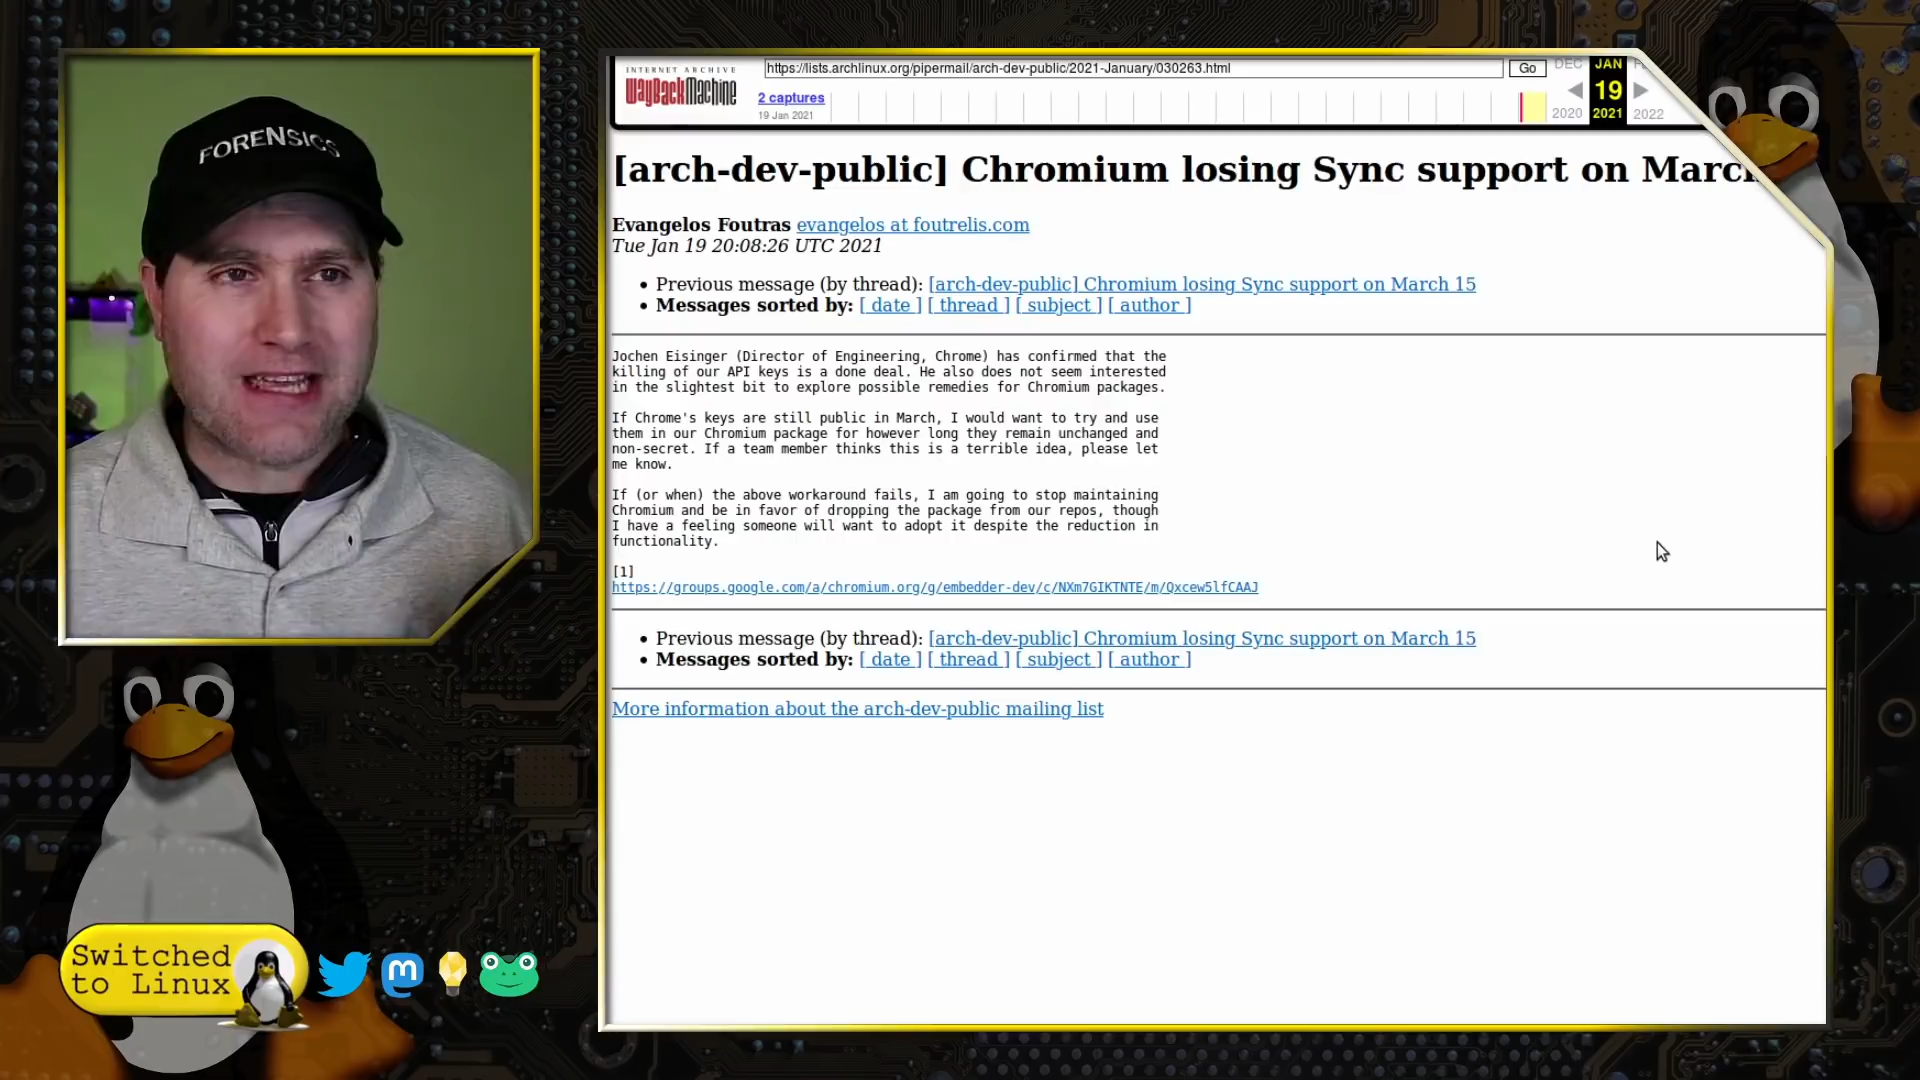 FORENSICS
INTERNET ARCHIVE
WayBackMachine
https://lists.archlinux.org/pipermail/arch-dev-public/2021-January/030263.html
Go
DEC
JAN
2 captures
19
19 Jan 2021
2020
2021
2022
[arch-dev-public] Chromium losing Sync support on March
Evangelos Foutras evangelos at foutrelis.com
Tue Jan 19 20:08:26 UTC 2021
• Previous message (by thread): [arch-dev-public] Chromium losing Sync support on March 15
• Messages sorted by: [ date ] [ thread ] [ subject ] [ author ]
Jochen Eisinger (Director of Engineering, Chrome) has confirmed that the
killing of our API keys is a done deal. He also does not seem interested
in the slightest bit to explore possible remedies for Chromium packages.
If Chrome's keys are still public in March, I would want to try and use
them in our Chromium package for however long they remain unchanged and
non-secret. If a team member thinks this is a terrible idea, please let
me know.
If (or when) the above workaround fails, I am going to stop maintaining
Chromium and be in favor of dropping the package from our repos, though
I have a feeling someone will want to adopt it despite the reduction in
functionality.
[1]
https://groups.google.com/a/chromium.org/g/embedder-dev/c/NXm7GIKTNTE/m/Qxcew5lfCAAJ
• Previous message (by thread): [arch-dev-public] Chromium losing Sync support on March 15
• Messages sorted by: [ date ] [ thread ] [ subject ] [ author ]
More information about the arch-dev-public mailing list
Switched
to Linux